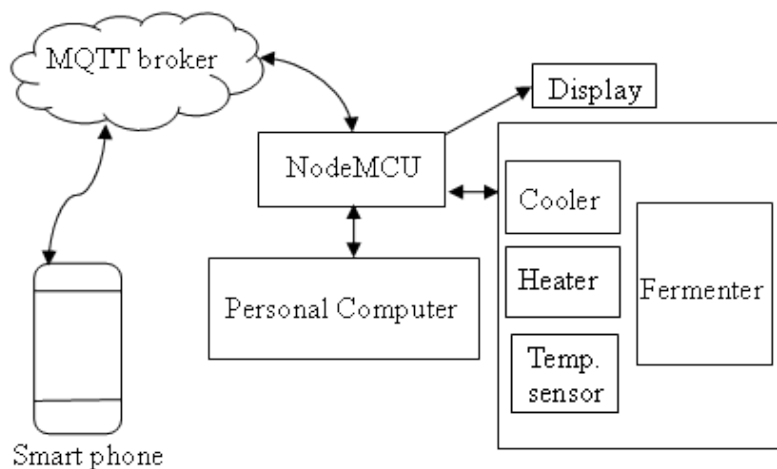 MQTT broker
Display
NodeMCU
Cooler
Heater
Fermenter
Personal Computer
Temp.
sensor
Smart phone